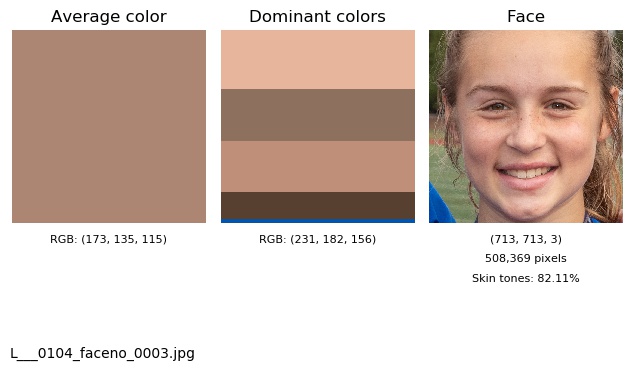 Average color
Dominant colors
Face
RGB: (173, 135, 115)
RGB: (231, 182, 156)
(713, 713, 3)
508,369 pixels
Skin tones: 82.11%
L___0104_faceno_0003.jpg